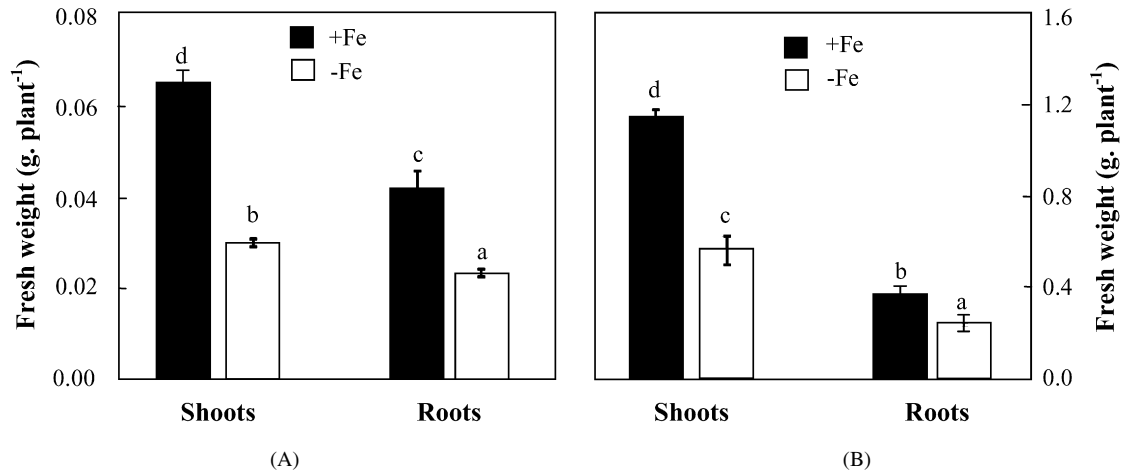 Fresh weight (g. plant-1)
0.08
0.06
0.04
0.02
0.00
+Fe
-Fe
d
b
c
a
Shoots
Roots
(A)
+Fe
-Fe
d
c
b
a
Shoots
Roots
(B)
1.6
1.2
0.8
0.4
0.0
Fresh weight (g. plant-1)